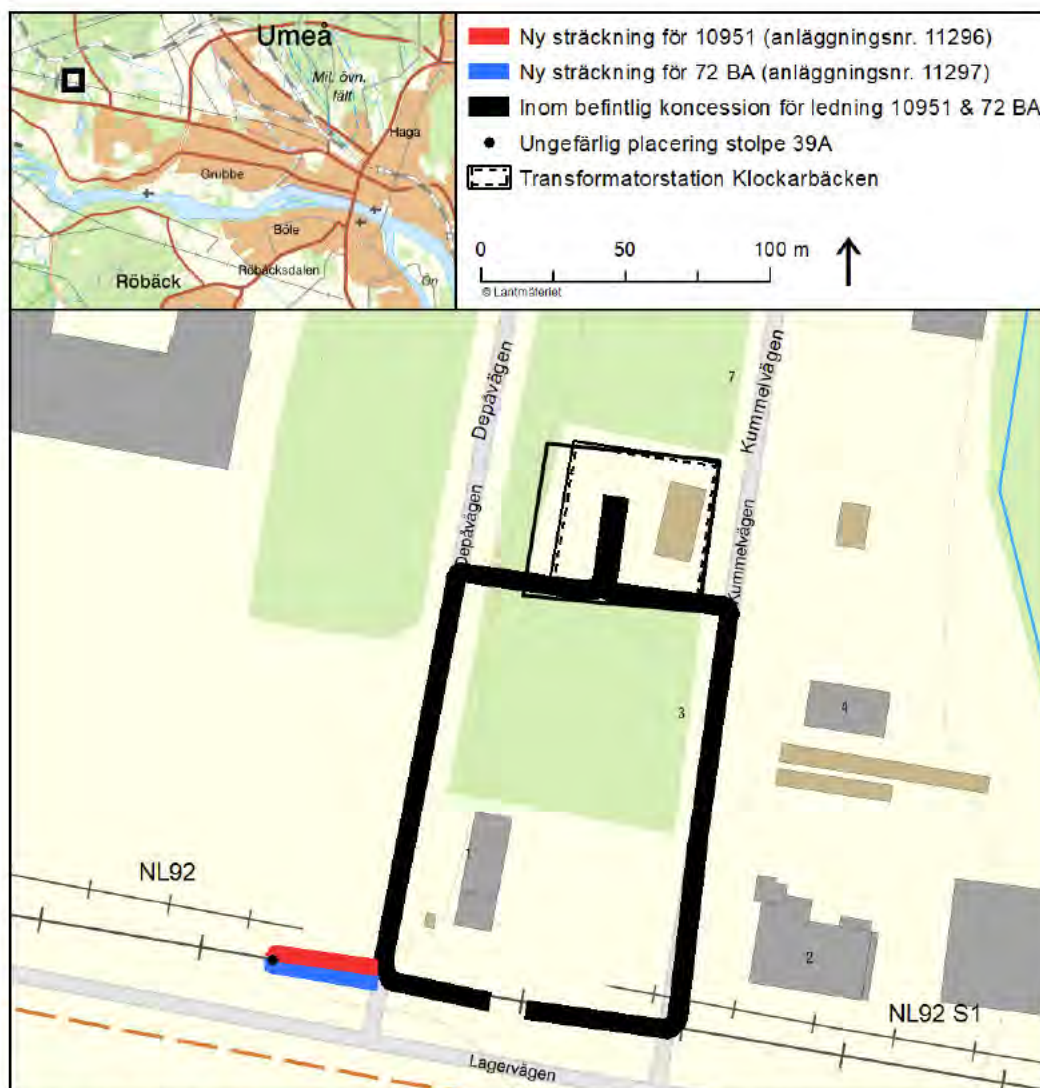 Umeå
Mil. övn.
fält
Haga
Grubbe
Böle
Röbäck
Röbäcksdalen
Ön
Ny sträckning för 10951 (anläggningsnr. 11296)
Ny sträckning för 72 BA (anläggningsnr. 11297)
Inom befintlig koncession för ledning 10951 & 72 BA
Ungefärlig placering stolpe 39A
Transformatorstation Klockarbäcken
0 50 100 m
© Lantmäteriet
Depåvägen
Kummelvägen
7
Depåvägen
Kummelvägen
3
4
1
NL92
2
NL92 S1
Lagervägen